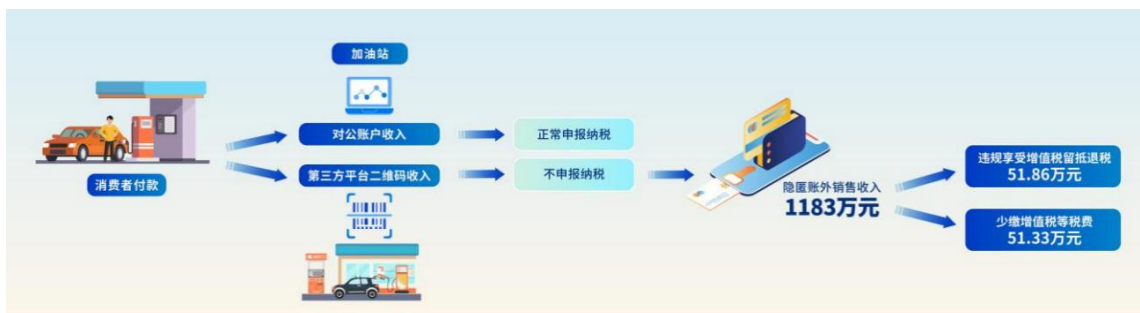 加油站
消费者付款
对公账户收入
正常申报纳税
第三方平台二维码收入
不申报纳税
隐匿账外销售收入
1183万元
违规享受增值税留抵退税
51.86万元
少缴增值税等税费
51.33万元